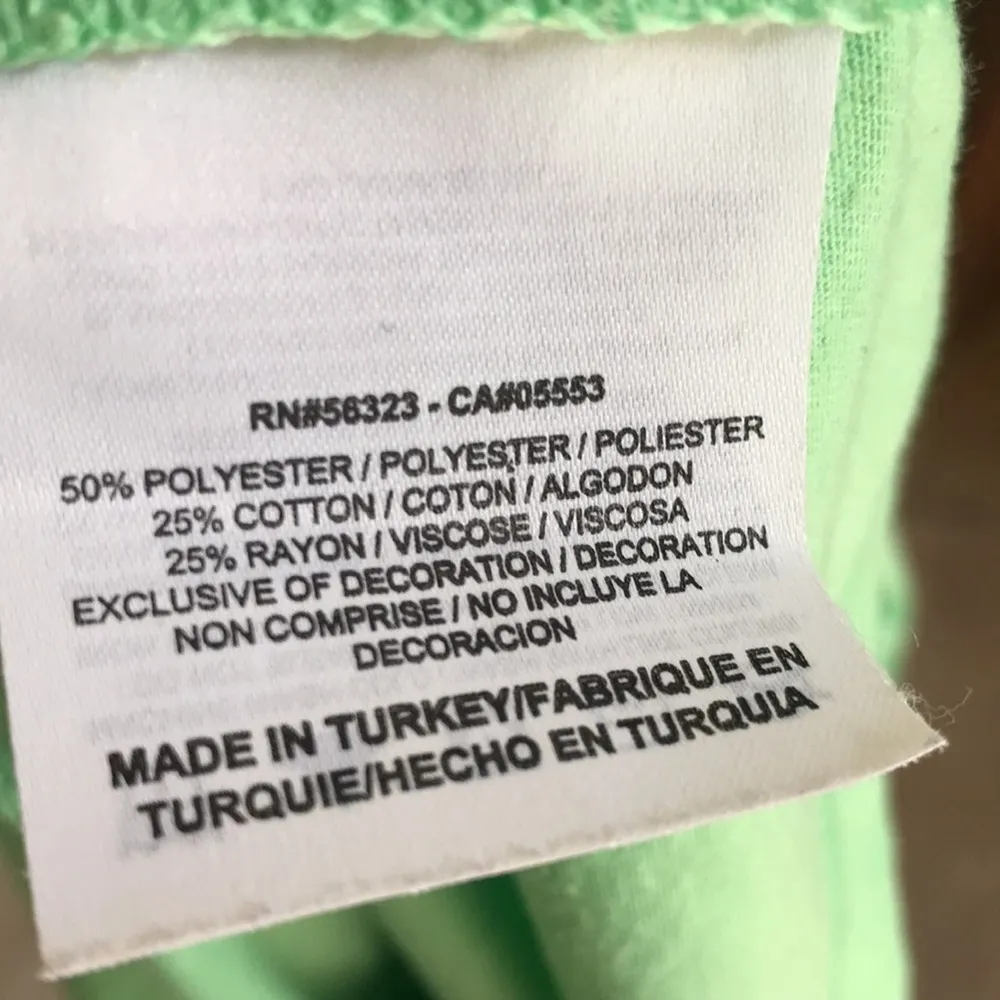 RN#56323 - CA#05553
50% POLYESTER / POLYESTER / POLIESTER
25% COTTON / COTON / ALGODON
25% RAYON / VISCOSE / VISCOSA
EXCLUSIVE OF DECORATION / DECORATION
NON COMPRISE / NO INCLUYE LA
DECORACION
MADE IN TURKEY/FABRIQUE EN
TURQUIE/HECHO EN TURQUIA